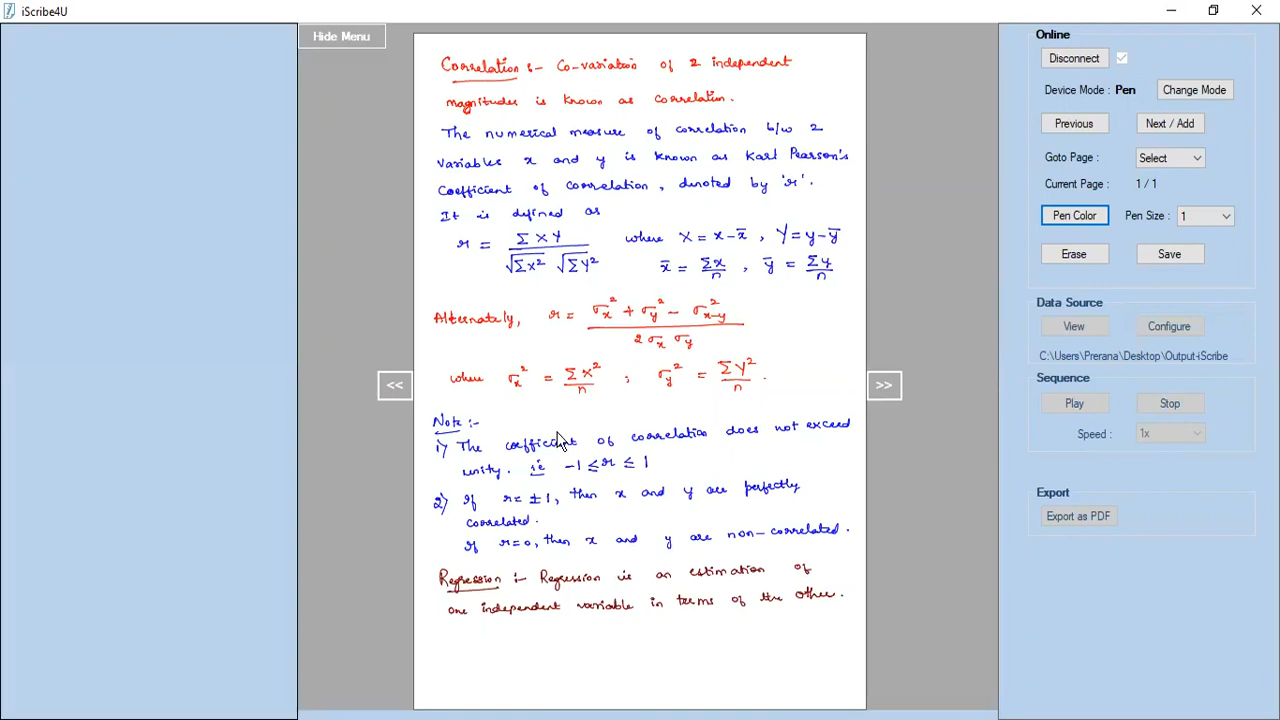 iScribe4U
Hide Menu
Correlation :- Co-variation of 2 independent
magnitudes is known as correlation.
The numerical measure of correlation b/w 2
variables x and y is known as Karl Pearson's
Coefficient of correlation, denoted by 'r'.
It is defined as
r = ΣXY / √ΣX² √ΣY² where X = x-x̄, Y = y-ȳ
x̄ = Σx/n, ȳ = Σy/n
Alternately, r = σx² + σy² - σx-y² / 2σx σy
where σx² = ΣX²/n ; σy² = ΣY²/n.
Note :-
1) The coefficient of correlation does not exceed
unity. ie -1 ≤ r ≤ 1
2) If r = ±1, then x and y are perfectly
correlated.
If r=0, then x and y are non-correlated.
Regression :- Regression is an estimation of
one independent variable in terms of the other.
<<
>>
Online
Disconnect
Device Mode : Pen Change Mode
Previous Next / Add
Goto Page : Select
Current Page : 1 / 1
Pen Color Pen Size : 1
Erase Save
Data Source
View Configure
C:\Users\Prerana\Desktop\Output-iScribe
Sequence
Play Stop
Speed : 1x
Export
Export as PDF